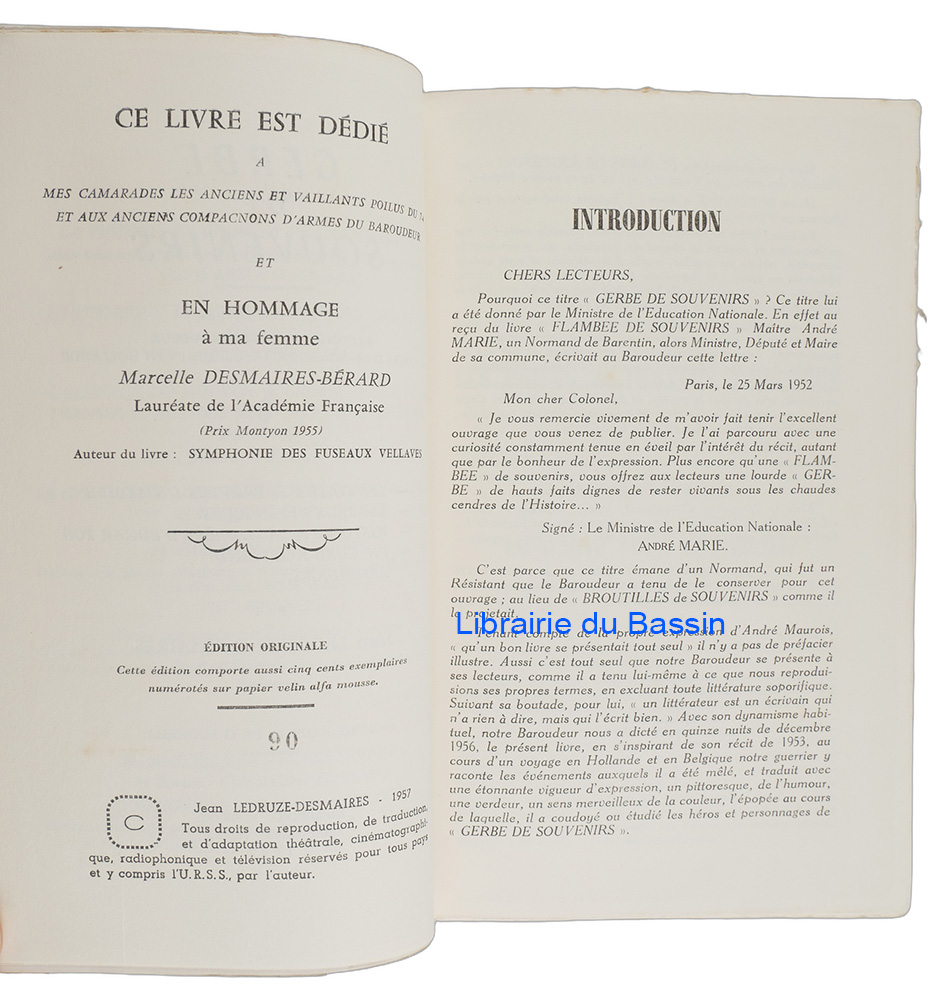 CE LIVRE EST DÉDIÉ
A
MES CAMARADES LES ANCIENS ET VAILLANTS POILUS DU 14
ET AUX ANCIENS COMPAGNONS D'ARMES DU BAROUDEUR
ET
EN HOMMAGE
à ma femme
Marcelle DESMAIRES-BÉRARD
Lauréate de l'Académie Française
(Prix Montyon 1955)
Auteur du livre : SYMPHONIE DES FUSEAUX VELLAVES
ÉDITION ORIGINALE
Cette édition comporte aussi cinq cents exemplaires
numérotés sur papier velin alfa mousse.
90
C
Jean LEDRUZE-DESMAIRES - 1957
Tous droits de reproduction, de traduction,
et d'adaptation théâtrale, cinématographi-
que, radiophonique et télévision réservés pour tous pays
et y compris l'U.R.S.S., par l'auteur.
INTRODUCTION
CHERS LECTEURS,
Pourquoi ce titre « GERBE DE SOUVENIRS » ? Ce titre lui
a été donné par le Ministre de l'Education Nationale. En effet au
reçu du livre « FLAMBEE DE SOUVENIRS » Maître André
MARIE, un Normand de Barentin, alors Ministre, Député et Maire
de sa commune, écrivait au Baroudeur cette lettre :
Paris, le 25 Mars 1952
Mon cher Colonel,
« Je vous remercie vivement de m'avoir fait tenir l'excellent
ouvrage que vous venez de publier. Je l'ai parcouru avec une
curiosité constamment tenue en éveil par l'intérêt du récit, autant
que par le bonheur de l'expression. Plus encore qu'une « FLAM-
BEE » de souvenirs, vous offrez aux lecteurs une lourde « GER-
BE » de hauts faits dignes de rester vivants sous les chaudes
cendres de l'Histoire... »
Signé : Le Ministre de l'Education Nationale :
ANDRÉ MARIE.
C'est parce que ce titre émane d'un Normand, qui fut un
Résistant que le Baroudeur a tenu de le conserver pour cet
ouvrage ; au lieu de « BROUTILLES de SOUVENIRS » comme il
le projetait.
Librairie du Bassin
Tenant compte de la propre expression d'André Maurois,
« qu'un bon livre se présentait tout seul » il n'y a pas de préfacier
illustre. Aussi c'est tout seul que notre Baroudeur se présente à
ses lecteurs, comme il a tenu lui-même à ce que nous reprodui-
sions ses propres termes, en excluant toute littérature soporifique.
Suivant sa boutade, pour lui, « un littérateur est un écrivain qui
n'a rien à dire, mais qui l'écrit bien. » Avec son dynamisme habi-
tuel, notre Baroudeur nous a dicté en quinze nuits de décembre
1956, le présent livre, en s'inspirant de son récit de 1953, au
cours d'un voyage en Hollande et en Belgique notre guerrier y
raconte les événements auxquels il a été mêlé, et traduit avec
une étonnante vigueur d'expression, un pittoresque, de l'humour,
une verdeur, un sens merveilleux de la couleur, l'épopée au cours
de laquelle, il a coudoyé ou étudié les héros et personnages de
« GERBE DE SOUVENIRS ».